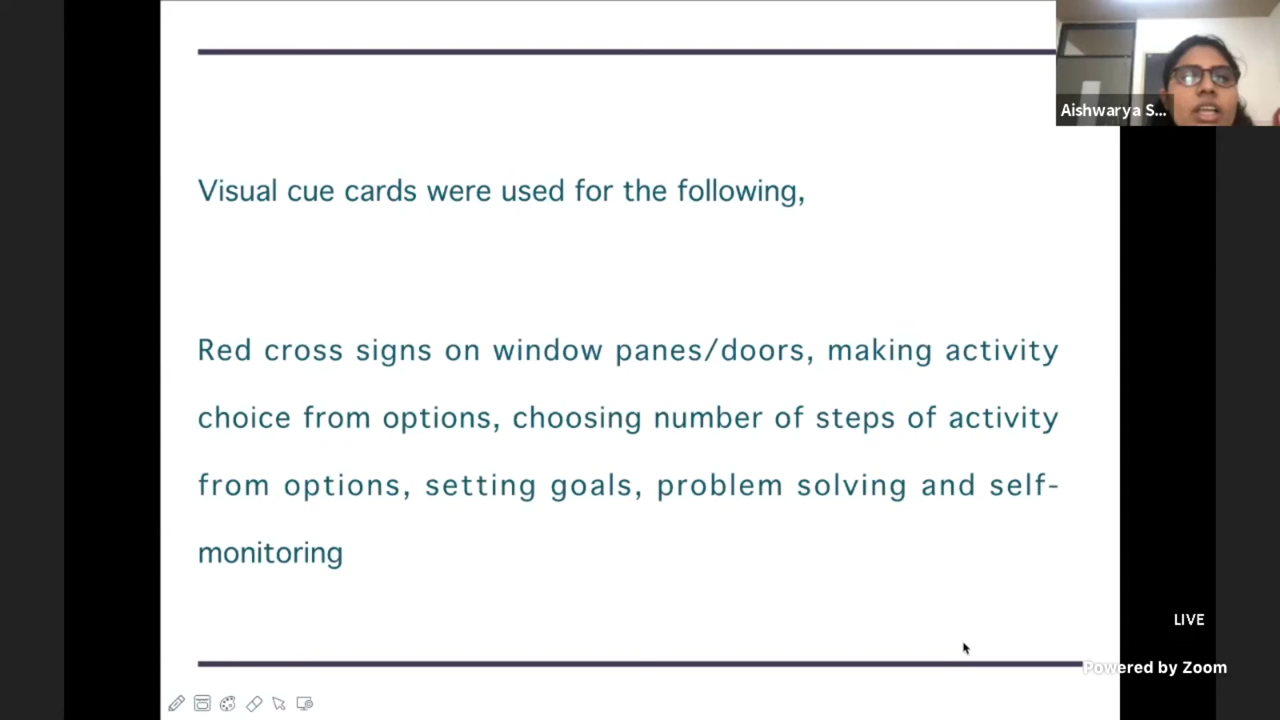 Aishwarya S...
Visual cue cards were used for the following,
Red cross signs on window panes/doors, making activity
choice from options, choosing number of steps of activity
from options, setting goals, problem solving and self-
monitoring
LIVE
Powered by Zoom